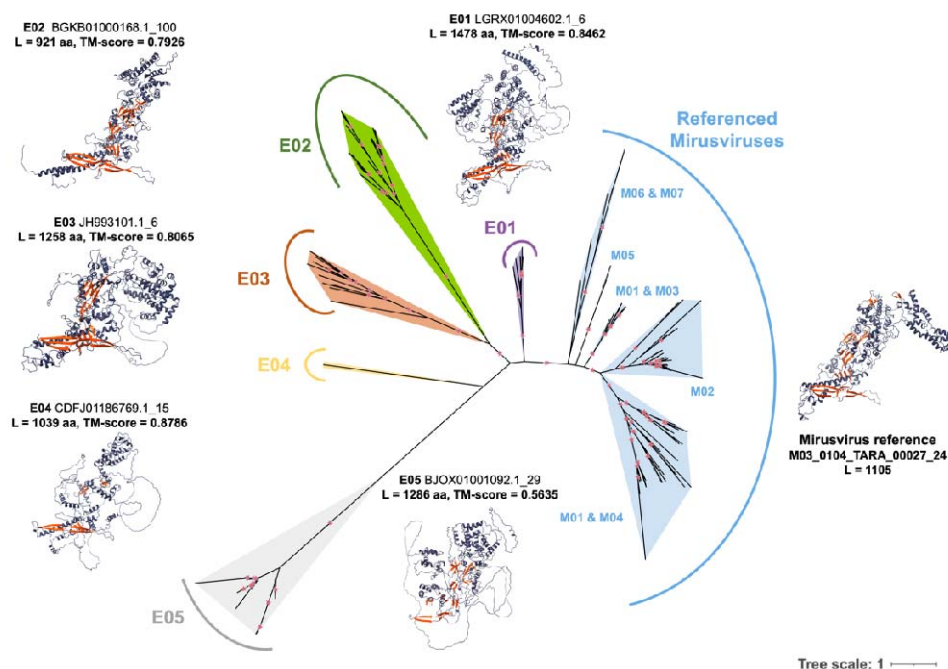 E02 BGKB01000168.1_100
L = 921 aa, TM-score = 0.7926
E01 LGRX01004602.1_6
L = 1478 aa, TM-score = 0.8462
Referenced
Mirusviruses
E02
M06 & M07
E03 JH993101.1_6
L = 1258 aa, TM-score = 0.8065
E01
M05
E03
M01 & M03
E04
M02
E04 CDFJ01186769.1_15
L = 1039 aa, TM-score = 0.8786
Mirusvirus reference
M03_0104_TARA_00027_24
L = 1105
E05 BJOX01001092.1_29
L = 1286 aa, TM-score = 0.5635
M01 & M04
E05
Tree scale: 1